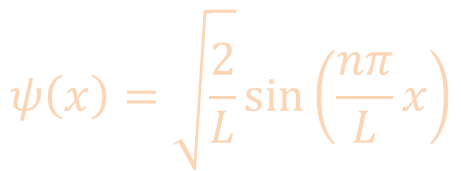 ψ(x) = √(2/L) sin (nπ/L x)